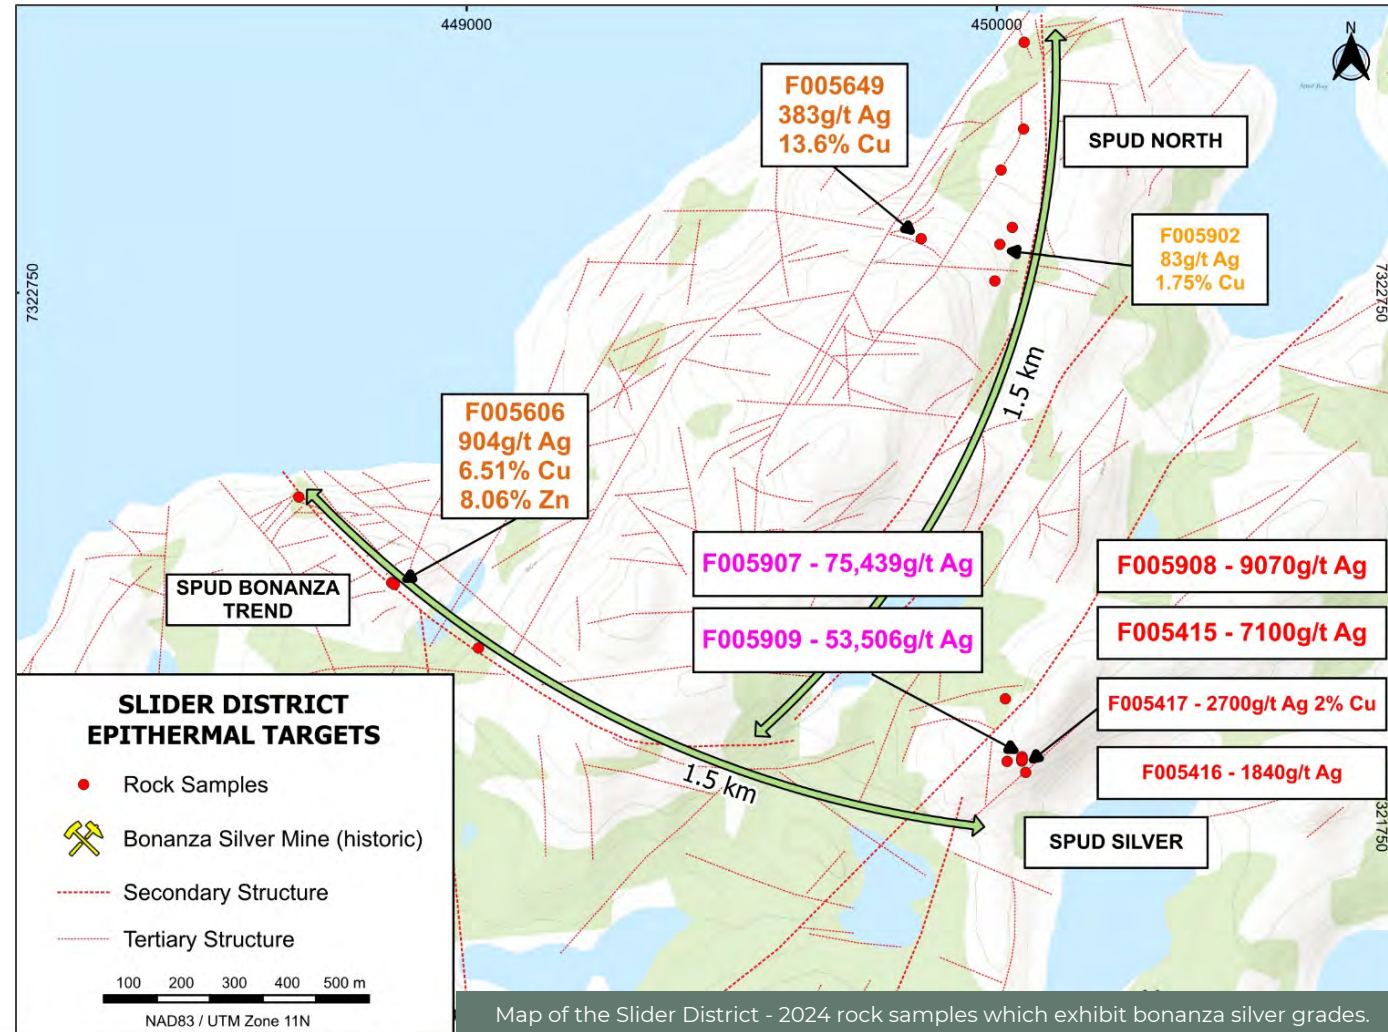 449000
450000
N
F005649
383g/t Ag
13.6% Cu
SPUD NORTH
F005902
83g/t Ag
1.75% Cu
7322750
7322750
1.5 km
F005606
904g/t Ag
6.51% Cu
8.06% Zn
F005907 - 75,439g/t Ag
F005908 - 9070g/t Ag
SPUD BONANZA
TREND
F005909 - 53,506g/t Ag
F005415 - 7100g/t Ag
F005417 - 2700g/t Ag 2% Cu
F005416 - 1840g/t Ag
1.5 km
321750
SPUD SILVER
SLIDER DISTRICT
EPITHERMAL TARGETS
Rock Samples
Bonanza Silver Mine (historic)
Secondary Structure
Tertiary Structure
100 200 300 400 500 m
NAD83 / UTM Zone 11N
Map of the Slider District - 2024 rock samples which exhibit bonanza silver grades.